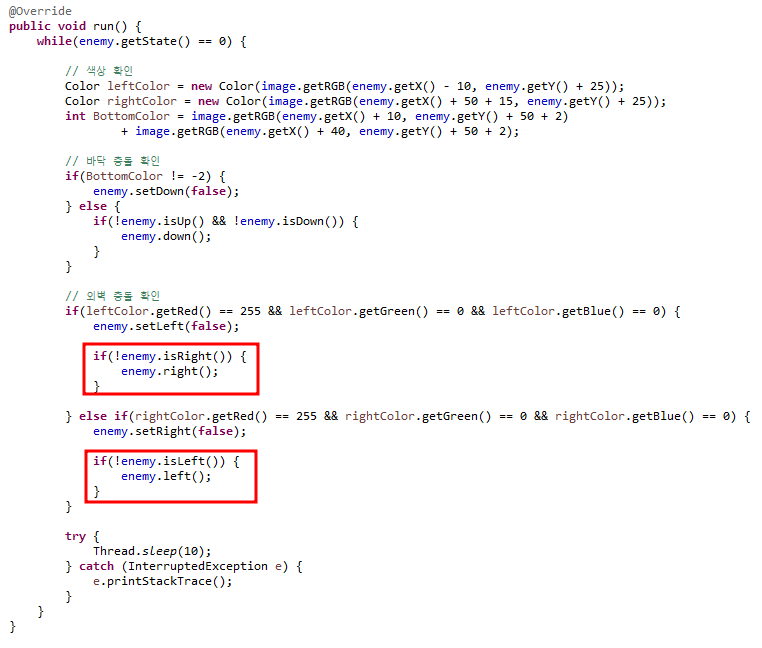 @Override
public void run() {
while(enemy.getState() == 0) {
// 색상 확인
Color leftColor = new Color(image.getRGB(enemy.getX() - 10, enemy.getY() + 25));
Color rightColor = new Color(image.getRGB(enemy.getX() + 50 + 15, enemy.getY() + 25));
int BottomColor = image.getRGB(enemy.getX() + 10, enemy.getY() + 50 + 2)
+ image.getRGB(enemy.getX() + 40, enemy.getY() + 50 + 2);
// 바닥 충돌 확인
if(BottomColor != -2) {
enemy.setDown(false);
} else {
if(!enemy.isUp() && !enemy.isDown()) {
enemy.down();
}
}
// 외벽 충돌 확인
if(leftColor.getRed() == 255 && leftColor.getGreen() == 0 && leftColor.getBlue() == 0) {
enemy.setLeft(false);
if(!enemy.isRight()) {
enemy.right();
}
} else if(rightColor.getRed() == 255 && rightColor.getGreen() == 0 && rightColor.getBlue() == 0) {
enemy.setRight(false);
if(!enemy.isLeft()) {
enemy.left();
}
}
try {
Thread.sleep(10);
} catch (InterruptedException e) {
e.printStackTrace();
}
}
}